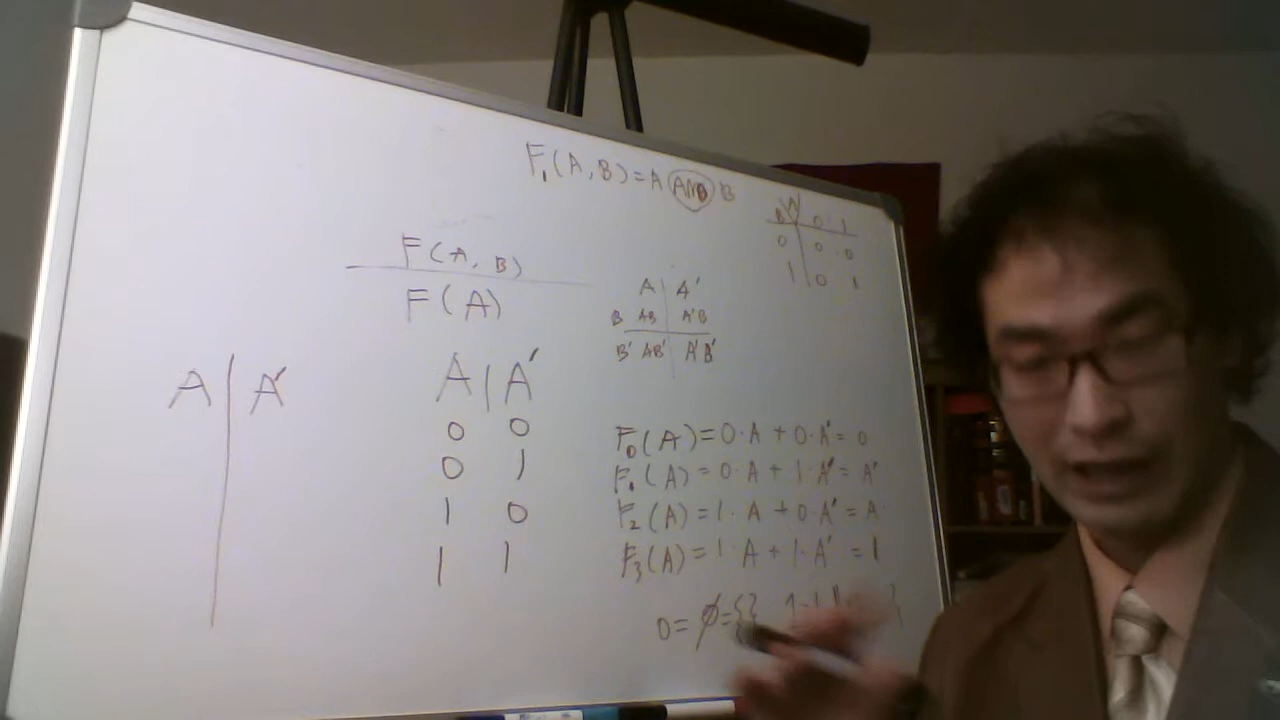 F₁(A, B) = A AND B
A
B 0 1
0 0 0
1 0 1
F(A, B)
F(A)
A A'
B AB A'B
B' AB' A'B'
A A'
A A'
0 0
0 1
1 0
1 1
F₀(A) = 0·A + 0·A' = 0
F₁(A) = 0·A + 1·A' = A'
F₂(A) = 1·A + 0·A' = A
F₃(A) = 1·A + 1·A' = 1
0 = ∅ = {}